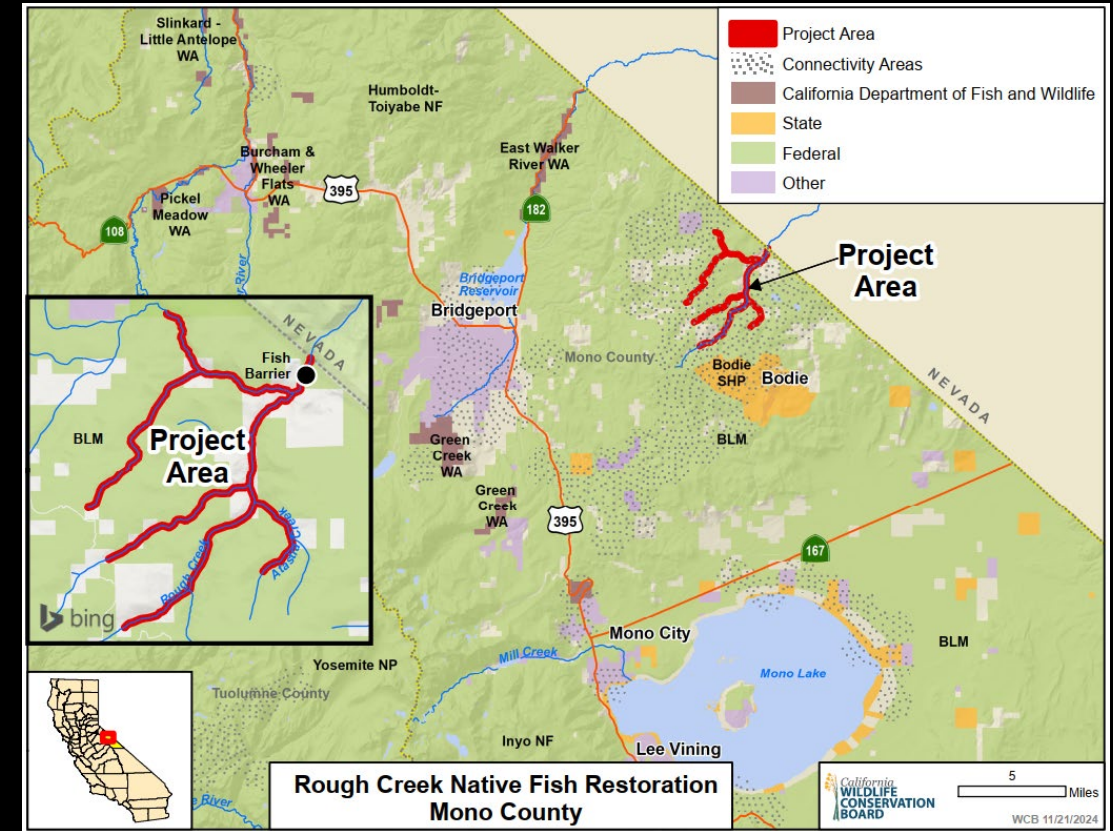 Slinkard -
Little Antelope
WA
Humboldt-
Toiyabe NF
Project Area
Connectivity Areas
California Department of Fish and Wildlife
State
Federal
Other
Burcham &
Wheeler
Flats
WA
East Walker
River WA
Pickel
Meadow
WA
395
182
108
River
Project
Area
Bridgeport
Reservoir
Bridgeport
Mono County
Bodie
SHP
Bodie
NEVADA
BLM
NEVADA
Fish
Barrier
BLM
Project
Area
Rough Creek
Atastra Creek
bing
Green
Creek
WA
Green
Creek
WA
395
167
Mono City
Mill Creek
Mono Lake
BLM
Yosemite NP
Tuolumne County
Inyo NF
Lee Vining
River
Rough Creek Native Fish Restoration
Mono County
California
WILDLIFE
CONSERVATION
BOARD
5
Miles
WCB 11/21/2024